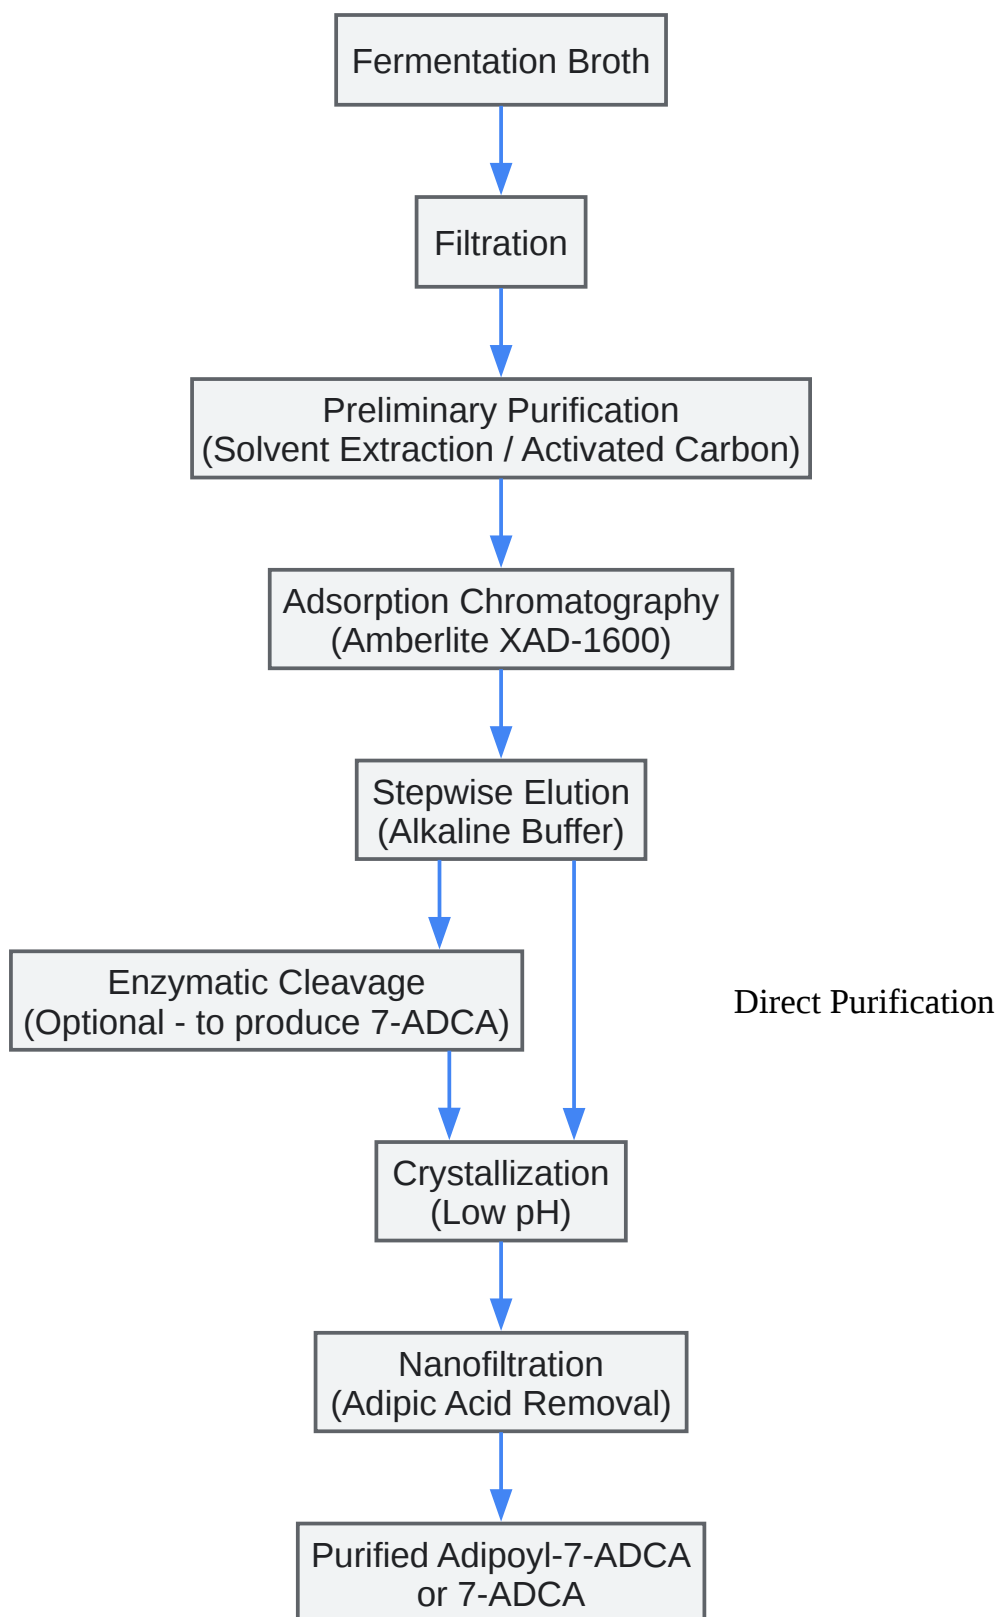 Fermentation Broth
Filtration
Preliminary Purification
(Solvent Extraction / Activated Carbon)
Adsorption Chromatography
(Amberlite XAD-1600)
Stepwise Elution
(Alkaline Buffer)
Enzymatic Cleavage
(Optional - to produce 7-ADCA)
Direct Purification
Crystallization
(Low pH)
Nanofiltration
(Adipic Acid Removal)
Purified Adipoyl-7-ADCA
or 7-ADCA